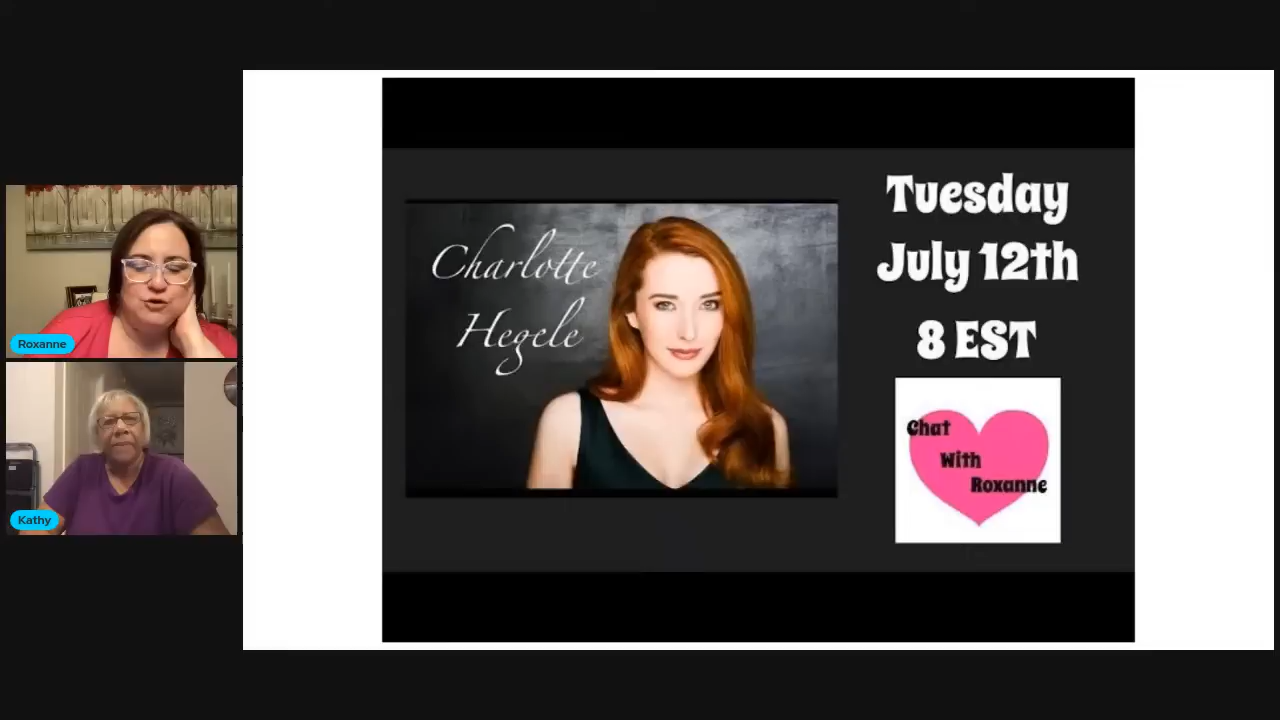 Roxanne
Kathy
Charlotte
Hegele
Tuesday
July 12th
8 EST
Chat
With
Roxanne